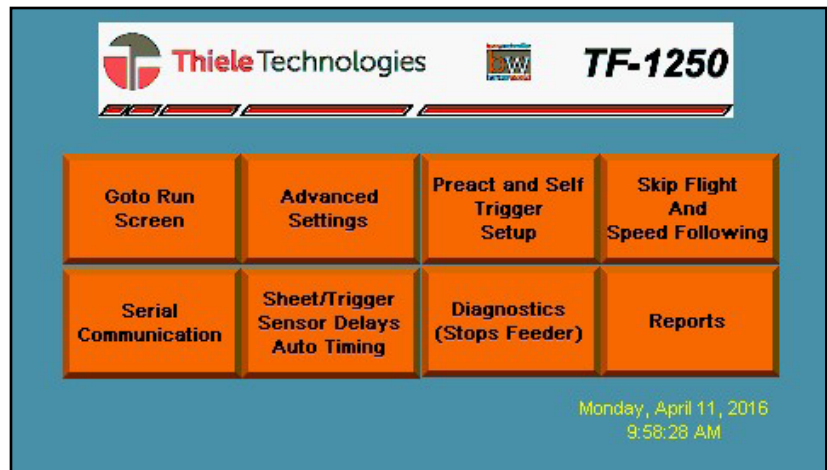 Thiele Technologies
bw
TF-1250
Goto Run
Screen
Advanced
Settings
Preact and Self
Trigger
Setup
Skip Flight
And
Speed Following
Serial
Communication
Sheet/Trigger
Sensor Delays
Auto Timing
Diagnostics
(Stops Feeder)
Reports
Monday, April 11, 2016
9:58:28 AM